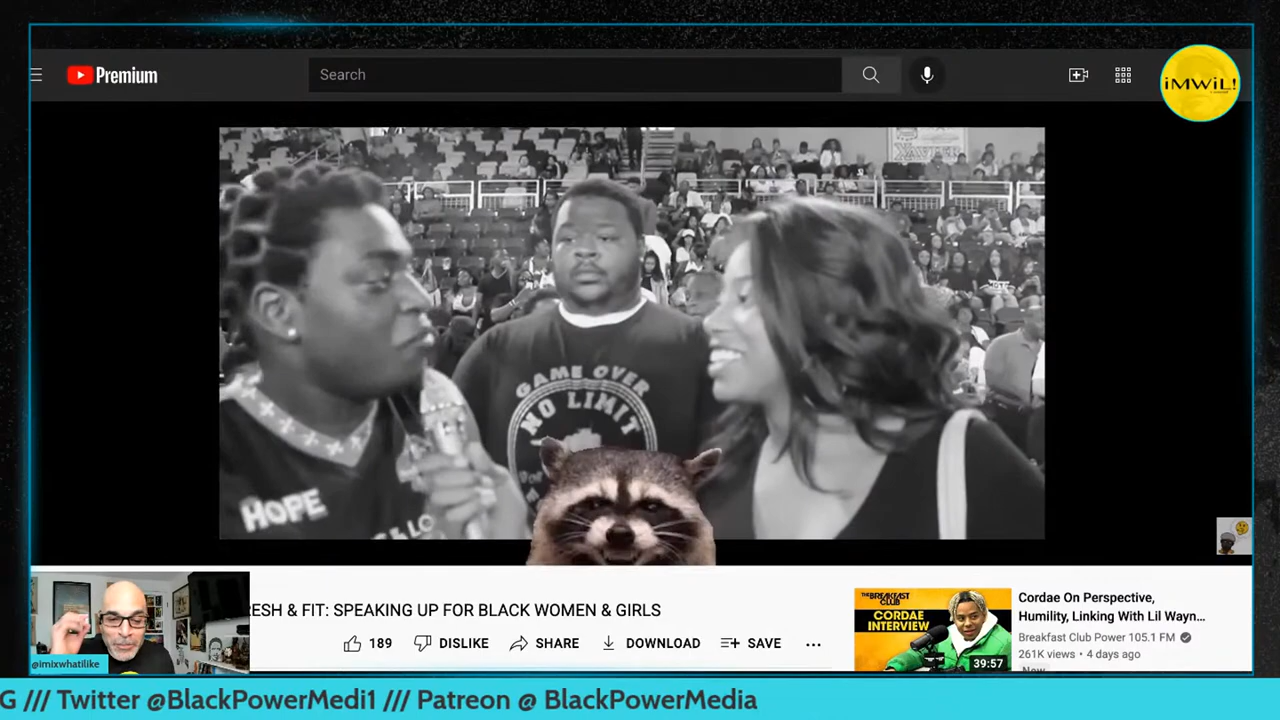 Premium
Search
iMWiL!
XAVIER
GAME OVER
NO LIMIT
HOPE
RESH & FIT: SPEAKING UP FOR BLACK WOMEN & GIRLS
189 DISLIKE SHARE DOWNLOAD SAVE
THE BREAKFAST CLUB
CORDAE
INTERVIEW
39:57
Cordae On Perspective,
Humility, Linking With Lil Wayn...
Breakfast Club Power 105.1 FM
261K views • 4 days ago
New
@imixwhatilike
G /// Twitter @BlackPowerMedi1 /// Patreon @ BlackPowerMedia